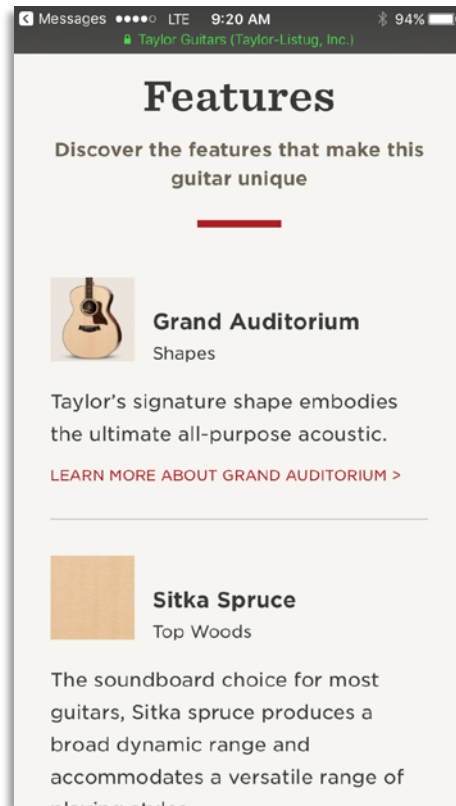 Messages LTE 9:20 AM 94%
Taylor Guitars (Taylor-Listug, Inc.)
Features
Discover the features that make this
guitar unique
Grand Auditorium
Shapes
Taylor’s signature shape embodies
the ultimate all-purpose acoustic.
LEARN MORE ABOUT GRAND AUDITORIUM >
Sitka Spruce
Top Woods
The soundboard choice for most
guitars, Sitka spruce produces a
broad dynamic range and
accommodates a versatile range of
playing styles